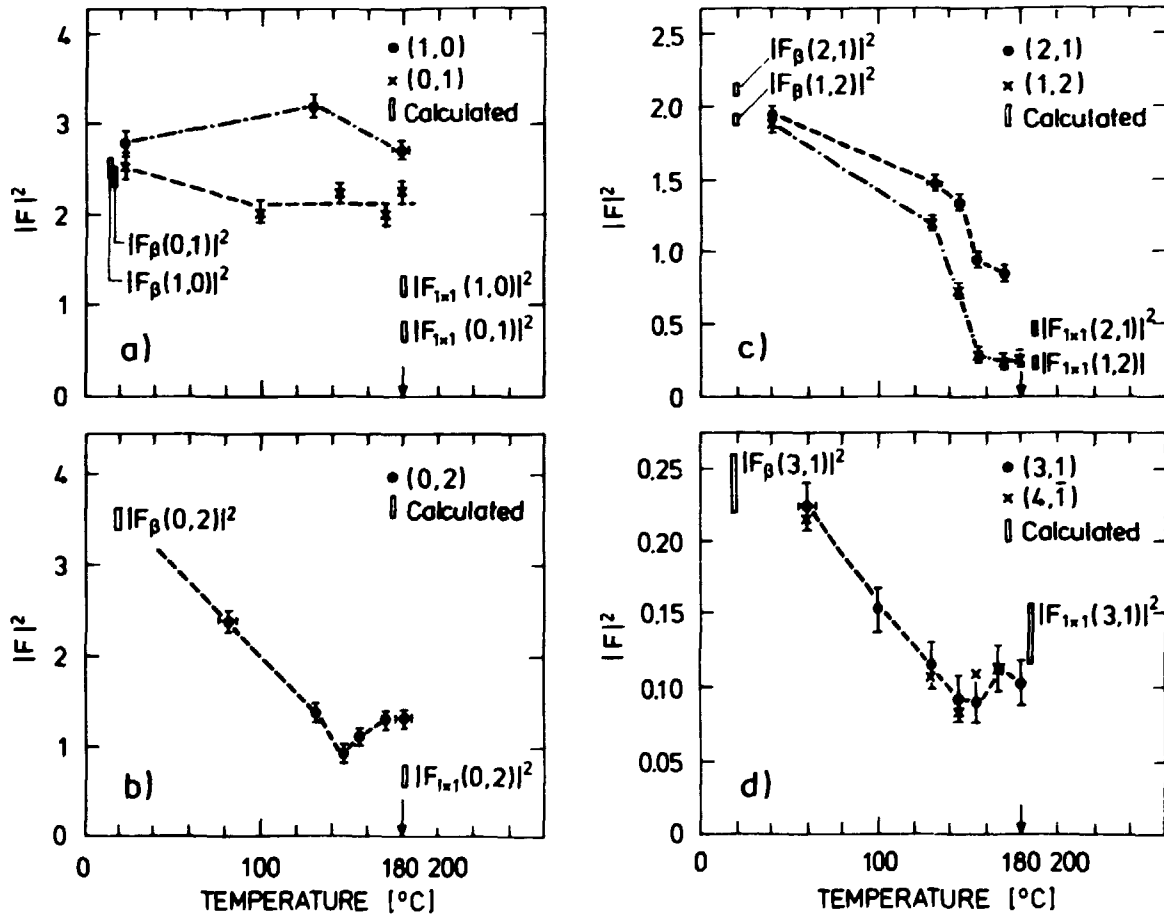 4
3
2
1
0
|F|²
• (1,0)
× (0,1)
▯ Calculated
|Fβ(0,1)|²
|Fβ(1,0)|²
|F₁ₓ₁(1,0)|²
|F₁ₓ₁(0,1)|²
a)
2.5
2.0
1.5
1.0
0.5
0
|F|²
|Fβ(2,1)|²
|Fβ(1,2)|²
• (2,1)
× (1,2)
▯ Calculated
|F₁ₓ₁(2,1)|²
|F₁ₓ₁(1,2)|
c)
4
3
2
1
0
|F|²
• (0,2)
▯ Calculated
|Fβ(0,2)|²
|F₁ₓ₁(0,2)|²
b)
0 100 180 200
TEMPERATURE [°C]
0.25
0.20
0.15
0.10
0.05
0
|F|²
|Fβ(3,1)|²
• (3,1)
× (4,1̄)
▯ Calculated
|F₁ₓ₁(3,1)|²
d)
0 100 180 200
TEMPERATURE [°C]